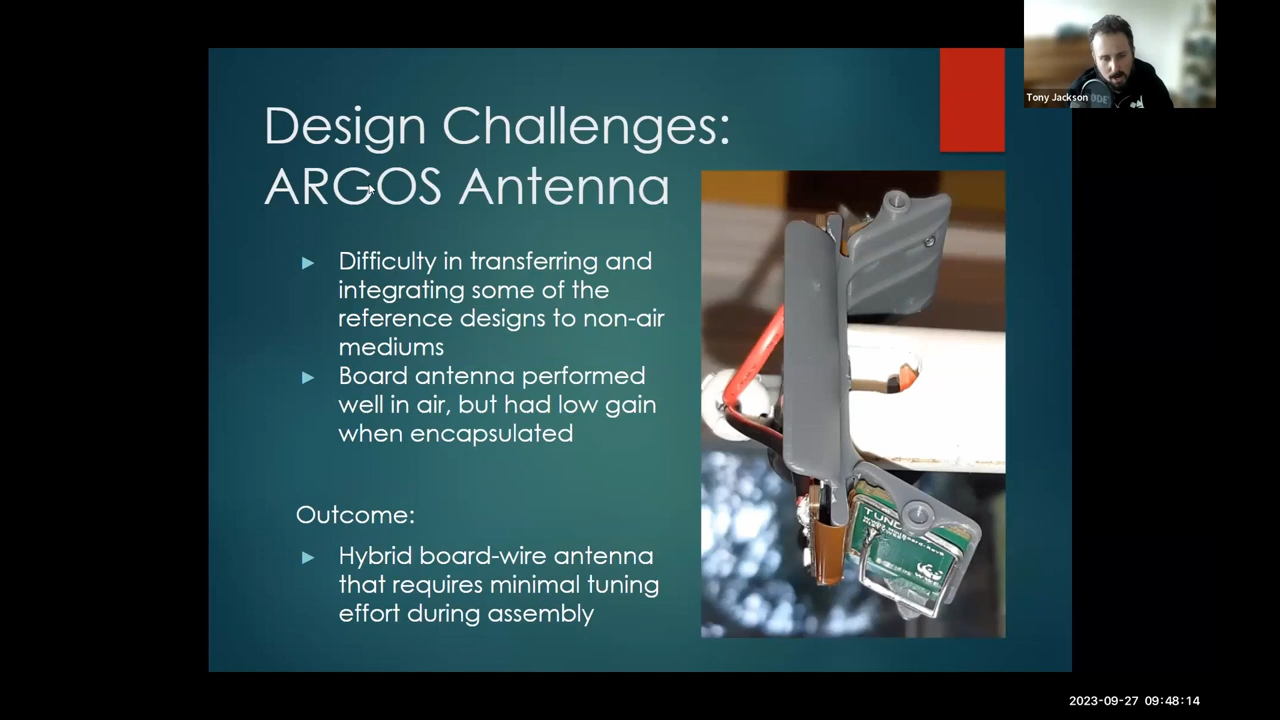 Design Challenges:
ARGOS Antenna
Difficulty in transferring and
integrating some of the
reference designs to non-air
mediums
Board antenna performed
well in air, but had low gain
when encapsulated
Outcome:
Hybrid board-wire antenna
that requires minimal tuning
effort during assembly
WWF
Tony Jackson
2023-09-27 09:48:14